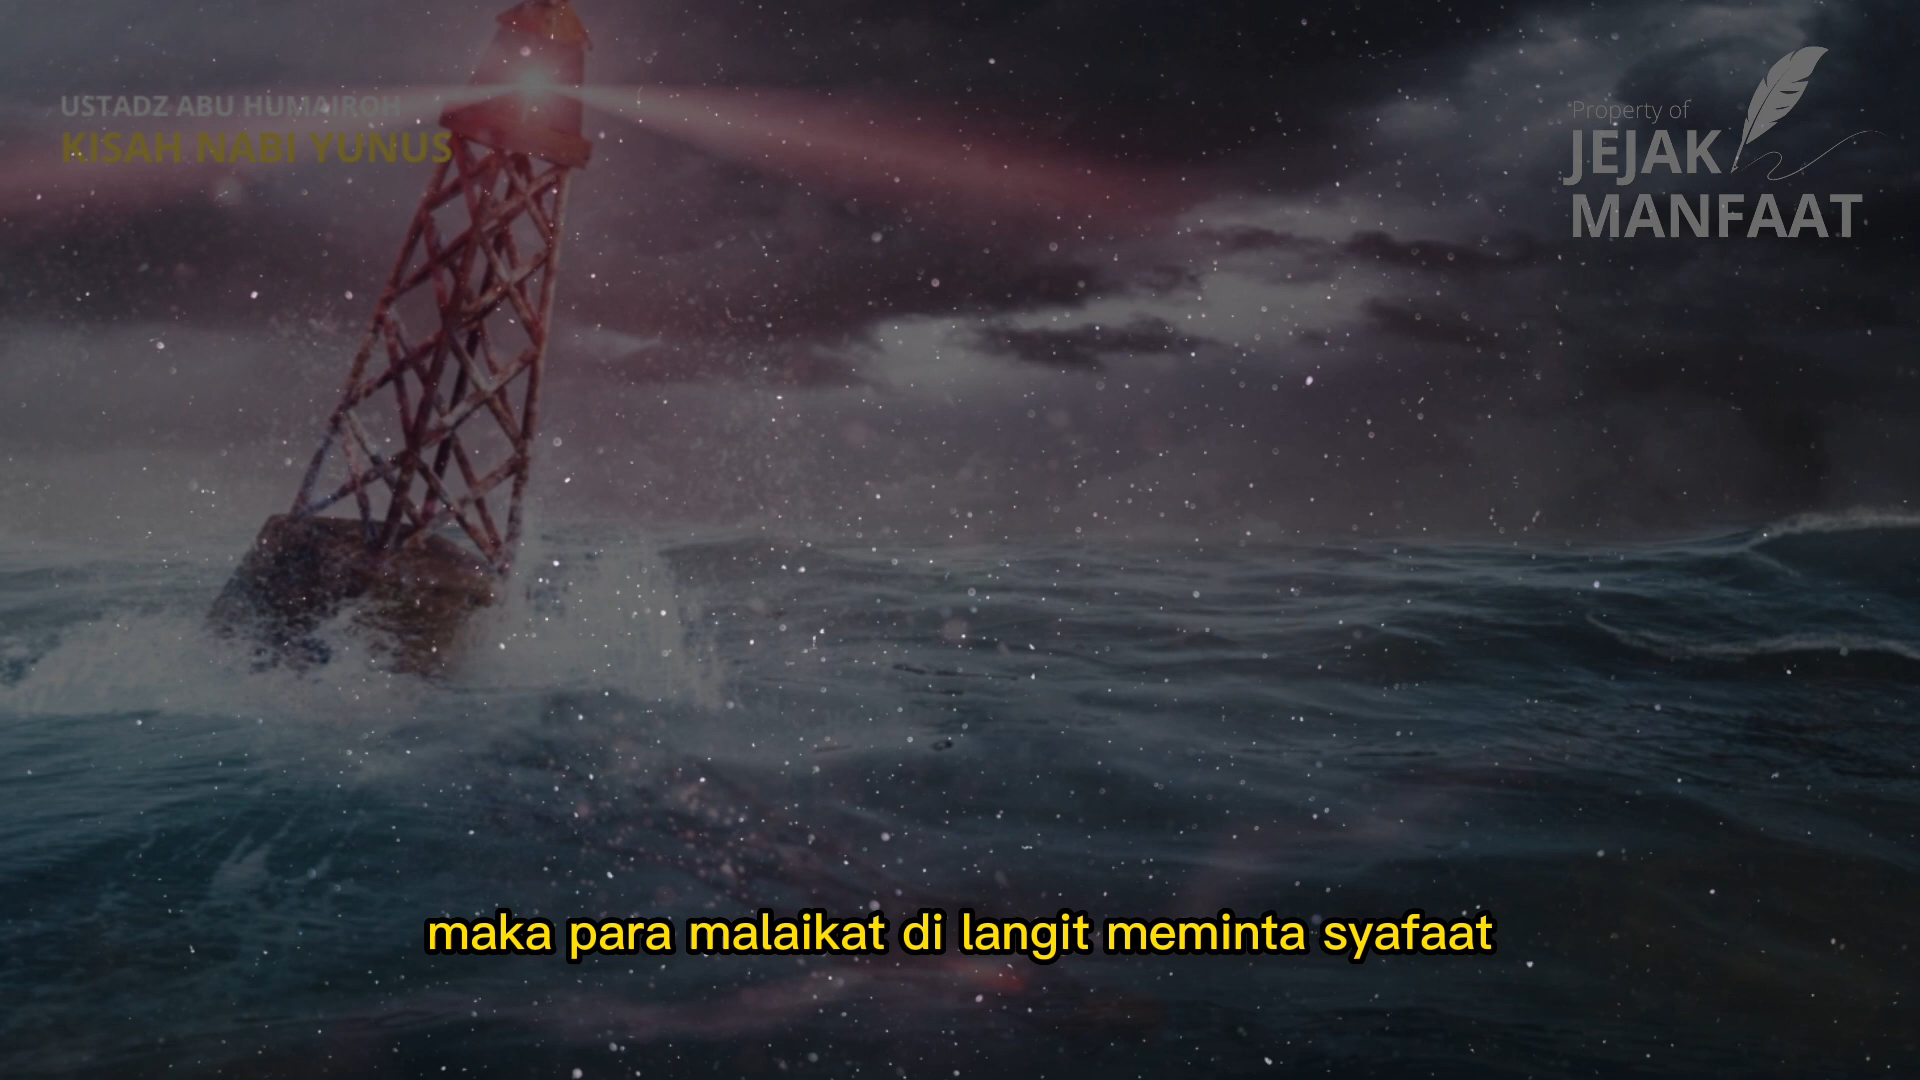 USTADZ ABU HUMAIROH
KISAH NABI YUNUS
Property of
JEJAK
MANFAAT
maka para malaikat di langit meminta syafaat